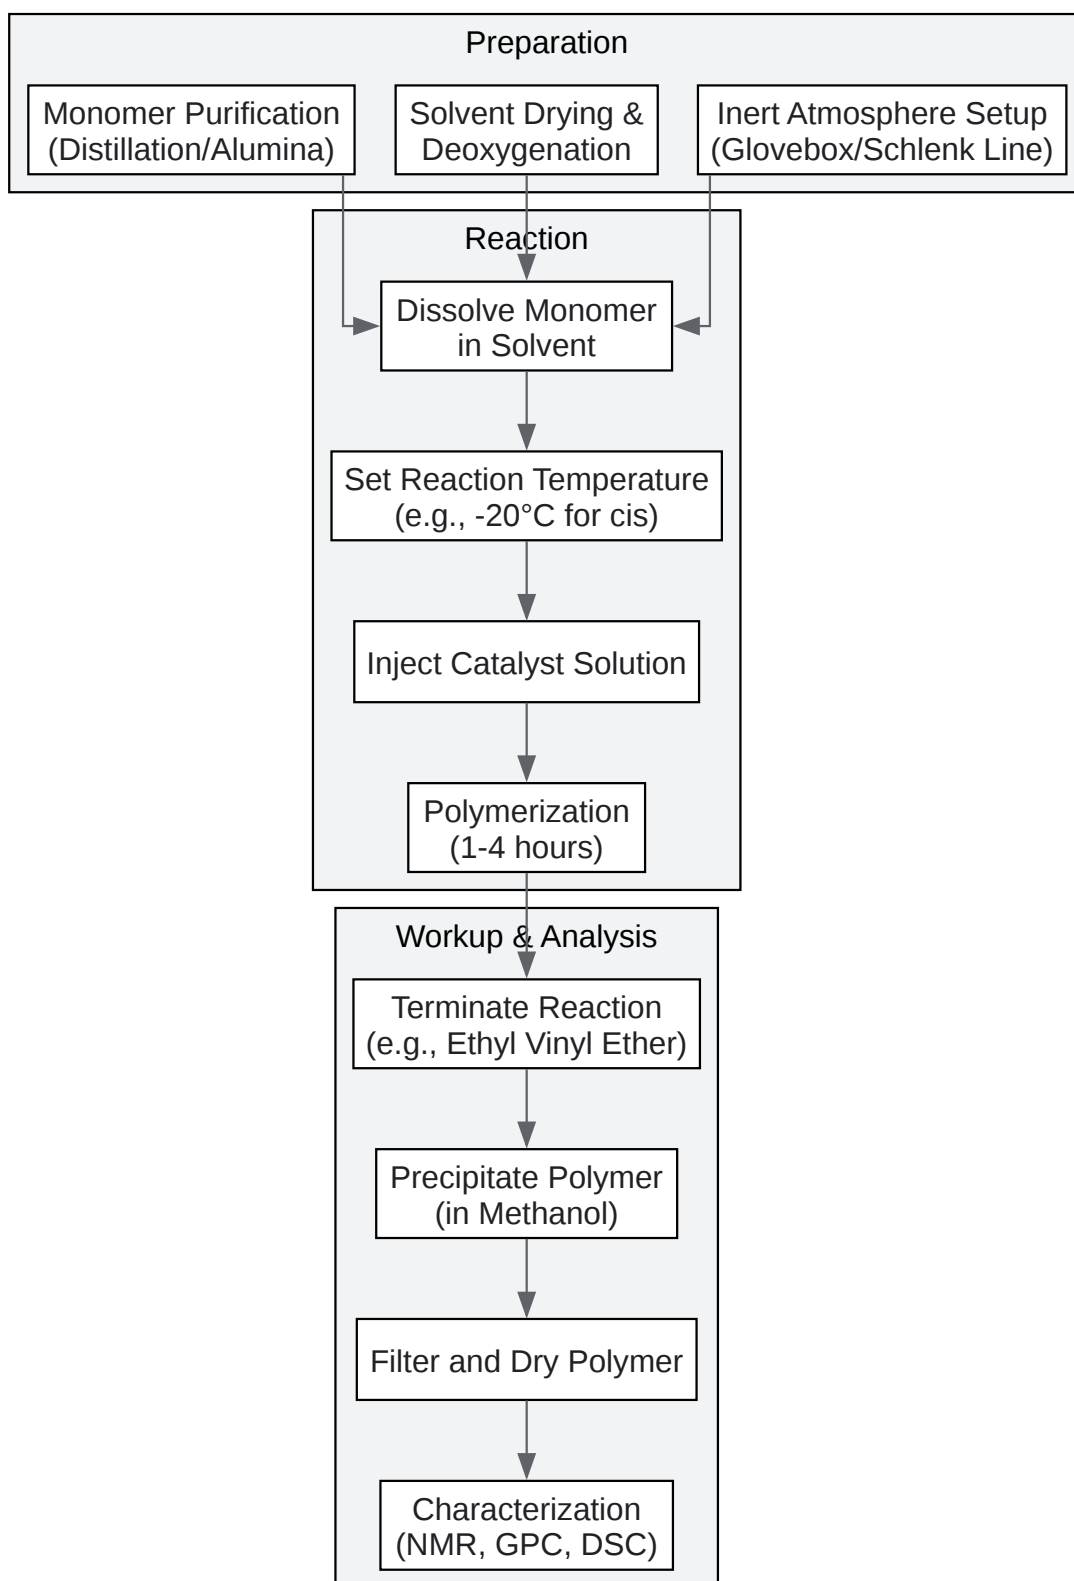 Preparation
Monomer Purification
(Distillation/Alumina)
Solvent Drying &
Deoxygenation
Inert Atmosphere Setup
(Glovebox/Schlenk Line)
Reaction
Dissolve Monomer
in Solvent
Set Reaction Temperature
(e.g., -20°C for cis)
Inject Catalyst Solution
Polymerization
(1-4 hours)
Workup & Analysis
Terminate Reaction
(e.g., Ethyl Vinyl Ether)
Precipitate Polymer
(in Methanol)
Filter and Dry Polymer
Characterization
(NMR, GPC, DSC)